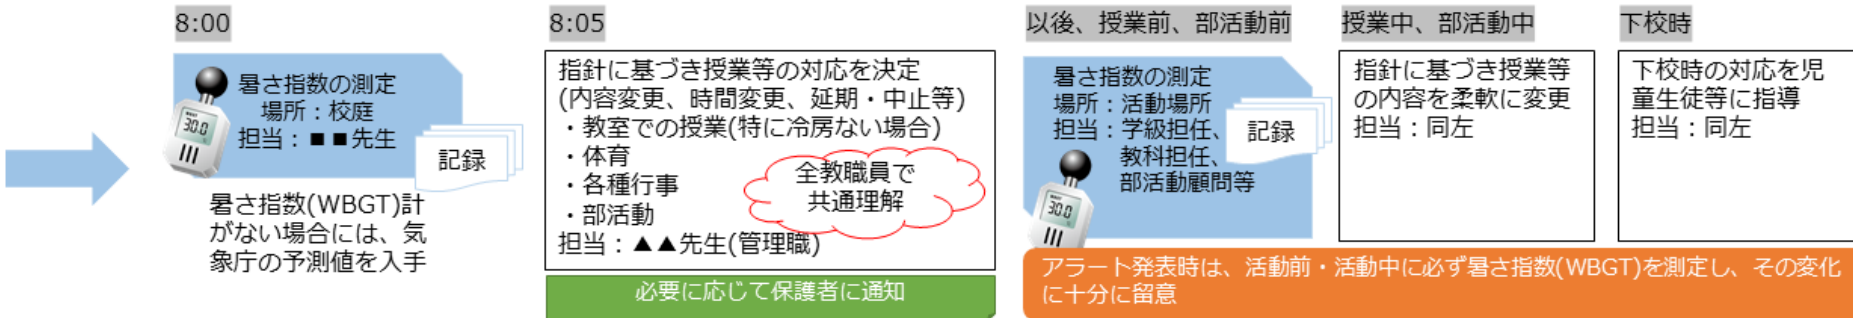 8:00
暑さ指数の測定
場所：校庭
担当：■■先生
30.0
記録
暑さ指数(WBGT)計
がない場合には、気
象庁の予測値を入手
8:05
指針に基づき授業等の対応を決定
(内容変更、時間変更、延期・中止等)
・教室での授業(特に冷房ない場合)
・体育
・各種行事
・部活動
担当：▲▲先生(管理職)
全教職員で
共通理解
必要に応じて保護者に通知
以後、授業前、部活動前
暑さ指数の測定
場所：活動場所
担当：学級担任、
教科担任、
部活動顧問等
記録
30.0
授業中、部活動中
指針に基づき授業等
の内容を柔軟に変更
担当：同左
下校時
下校時の対応を児
童生徒等に指導
担当：同左
アラート発表時は、活動前・活動中に必ず暑さ指数(WBGT)を測定し、その変化
に十分に留意